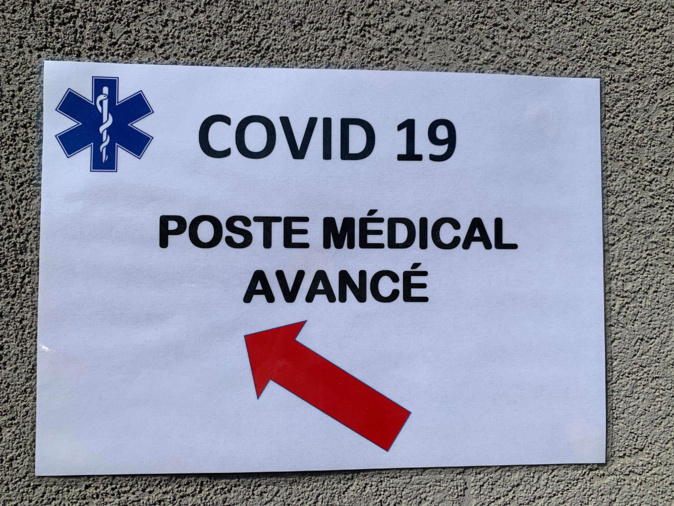 COVID 19
POSTE MÉDICAL
AVANCÉ